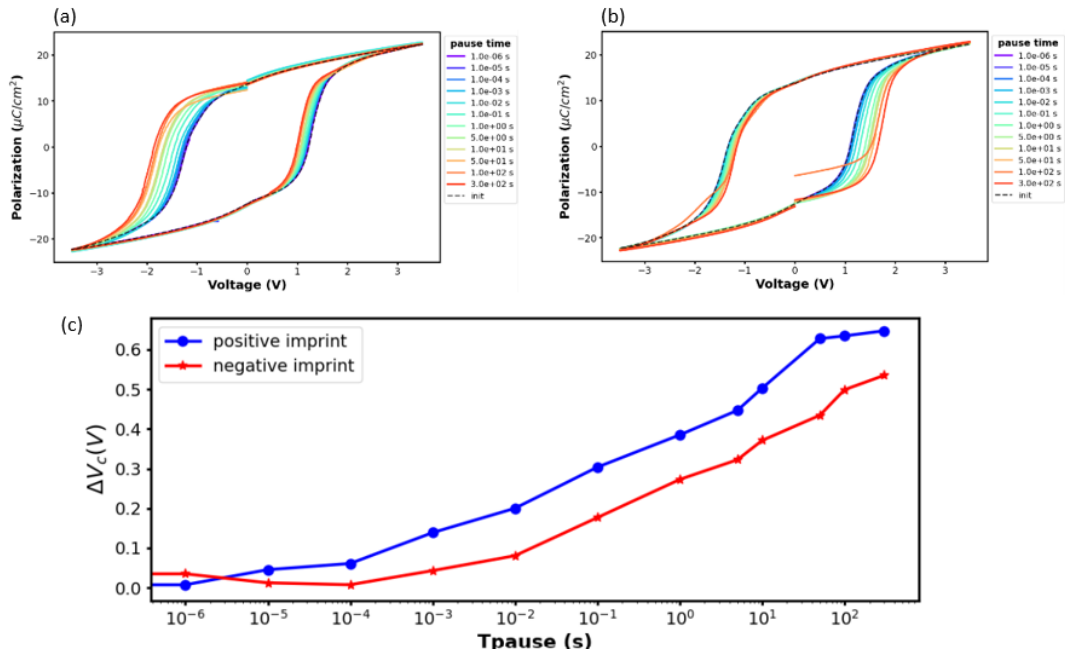 (a)
20
10
0
−10
−20
Polarization (μC/cm²)
−3 −2 −1 0 1 2 3
Voltage (V)
pause time
1.0e-06 s
1.0e-05 s
1.0e-04 s
1.0e-03 s
1.0e-02 s
1.0e-01 s
1.0e+00 s
5.0e+00 s
1.0e+01 s
5.0e+01 s
1.0e+02 s
3.0e+02 s
init
(b)
20
10
0
−10
−20
Polarization (μC/cm²)
−3 −2 −1 0 1 2 3
Voltage (V)
pause time
1.0e-06 s
1.0e-05 s
1.0e-04 s
1.0e-03 s
1.0e-02 s
1.0e-01 s
1.0e+00 s
5.0e+00 s
1.0e+01 s
5.0e+01 s
1.0e+02 s
3.0e+02 s
init
(c)
positive imprint
negative imprint
0.6
0.5
0.4
0.3
0.2
0.1
0.0
ΔV_c(V)
10⁻⁶ 10⁻⁵ 10⁻⁴ 10⁻³ 10⁻² 10⁻¹ 10⁰ 10¹ 10²
Tpause (s)